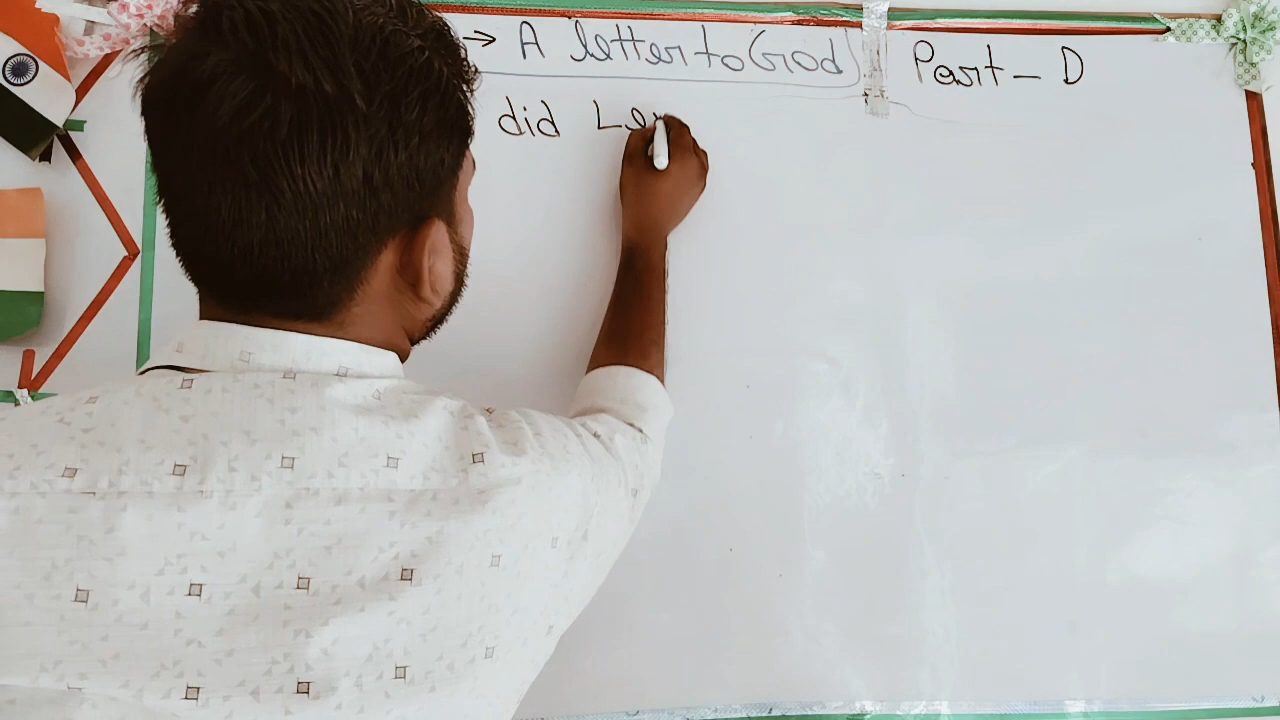 → A letter to God) Part - D
did Le